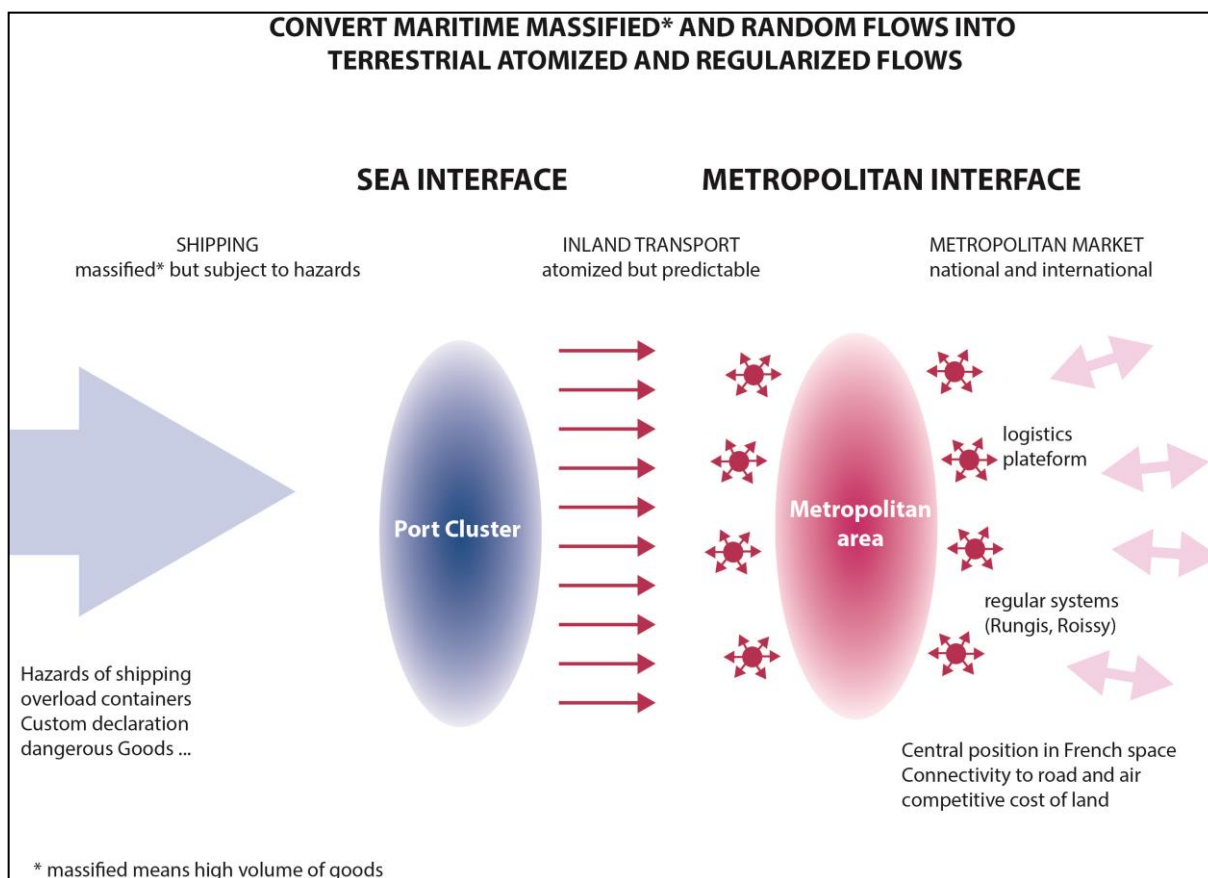 CONVERT MARITIME MASSIFIED* AND RANDOM FLOWS INTO
TERRESTRIAL ATOMIZED AND REGULARIZED FLOWS
SEA INTERFACE
METROPOLITAN INTERFACE
SHIPPING
massified* but subject to hazards
INLAND TRANSPORT
atomized but predictable
METROPOLITAN MARKET
national and international
Port Cluster
Metropolitan
area
logistics
plateform
regular systems
(Rungis, Roissy)
Hazards of shipping
overload containers
Custom declaration
dangerous Goods ...
Central position in French space
Connectivity to road and air
competitive cost of land
* massified means high volume of goods